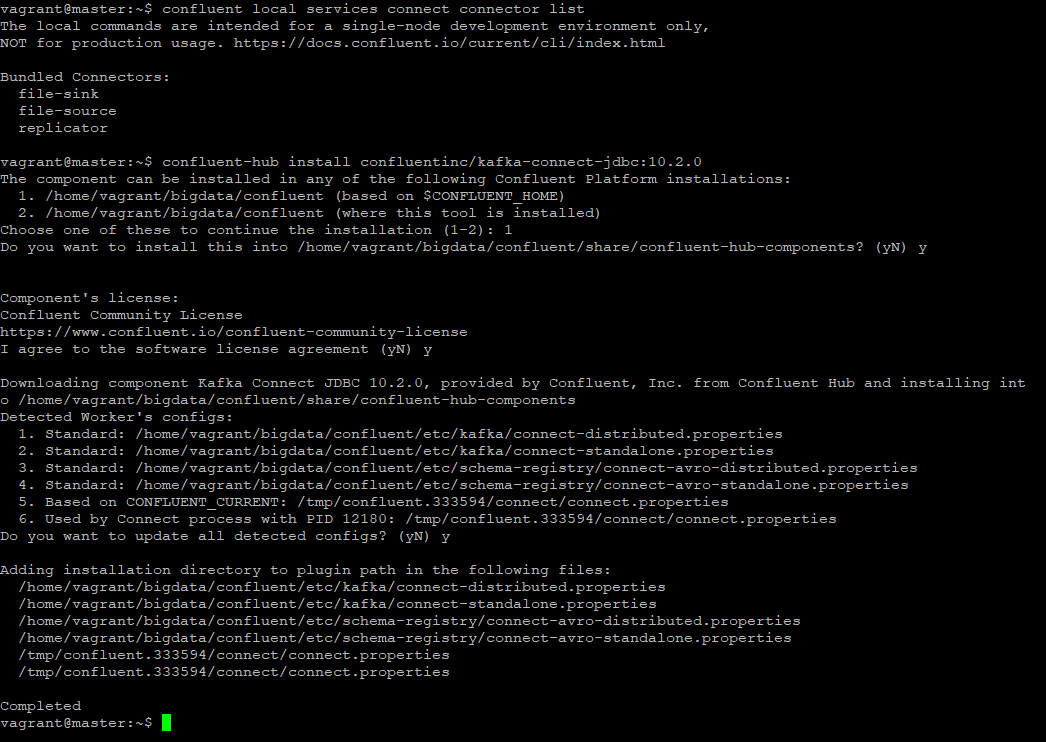 vagrant@master:~$ confluent local services connect connector list
The local commands are intended for a single-node development environment only,
NOT for production usage. https://docs.confluent.io/current/cli/index.html

Bundled Connectors:
  file-sink
  file-source
  replicator

vagrant@master:~$ confluent-hub install confluentinc/kafka-connect-jdbc:10.2.0
The component can be installed in any of the following Confluent Platform installations:
  1. /home/vagrant/bigdata/confluent (based on $CONFLUENT_HOME)
  2. /home/vagrant/bigdata/confluent (where this tool is installed)
Choose one of these to continue the installation (1-2): 1
Do you want to install this into /home/vagrant/bigdata/confluent/share/confluent-hub-components? (yN) y

Component's license:
Confluent Community License
https://www.confluent.io/confluent-community-license
I agree to the software license agreement (yN) y

Downloading component Kafka Connect JDBC 10.2.0, provided by Confluent, Inc. from Confluent Hub and installing int
o /home/vagrant/bigdata/confluent/share/confluent-hub-components
Detected Worker's configs:
  1. Standard: /home/vagrant/bigdata/confluent/etc/kafka/connect-distributed.properties
  2. Standard: /home/vagrant/bigdata/confluent/etc/kafka/connect-standalone.properties
  3. Standard: /home/vagrant/bigdata/confluent/etc/schema-registry/connect-avro-distributed.properties
  4. Standard: /home/vagrant/bigdata/confluent/etc/schema-registry/connect-avro-standalone.properties
  5. Based on CONFLUENT_CURRENT: /tmp/confluent.333594/connect/connect.properties
  6. Used by Connect process with PID 12180: /tmp/confluent.333594/connect/connect.properties
Do you want to update all detected configs? (yN) y

Adding installation directory to plugin path in the following files:
  /home/vagrant/bigdata/confluent/etc/kafka/connect-distributed.properties
  /home/vagrant/bigdata/confluent/etc/kafka/connect-standalone.properties
  /home/vagrant/bigdata/confluent/etc/schema-registry/connect-avro-distributed.properties
  /home/vagrant/bigdata/confluent/etc/schema-registry/connect-avro-standalone.properties
  /tmp/confluent.333594/connect/connect.properties
  /tmp/confluent.333594/connect/connect.properties

Completed
vagrant@master:~$